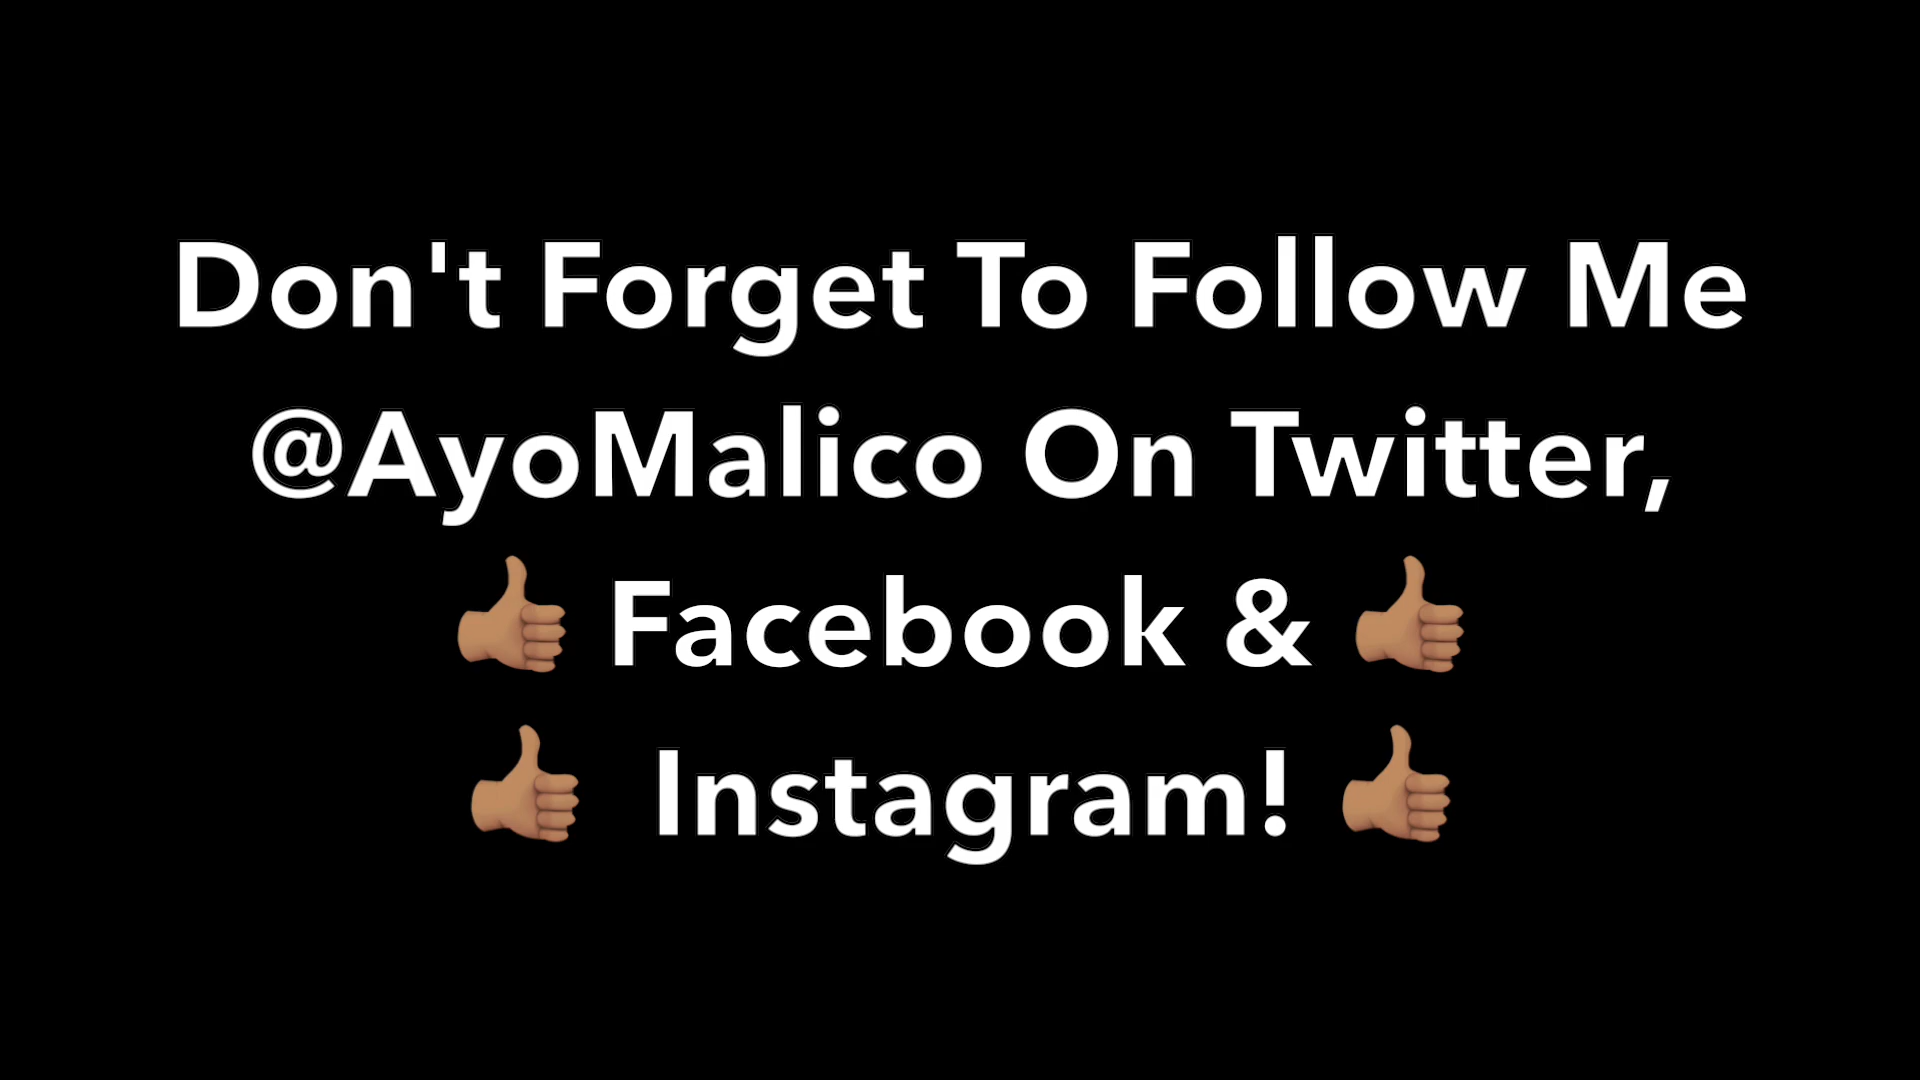 Don't Forget To Follow Me
@AyoMalico On Twitter,
👍🏽 Facebook & 👍🏽
👍🏽 Instagram! 👍🏽